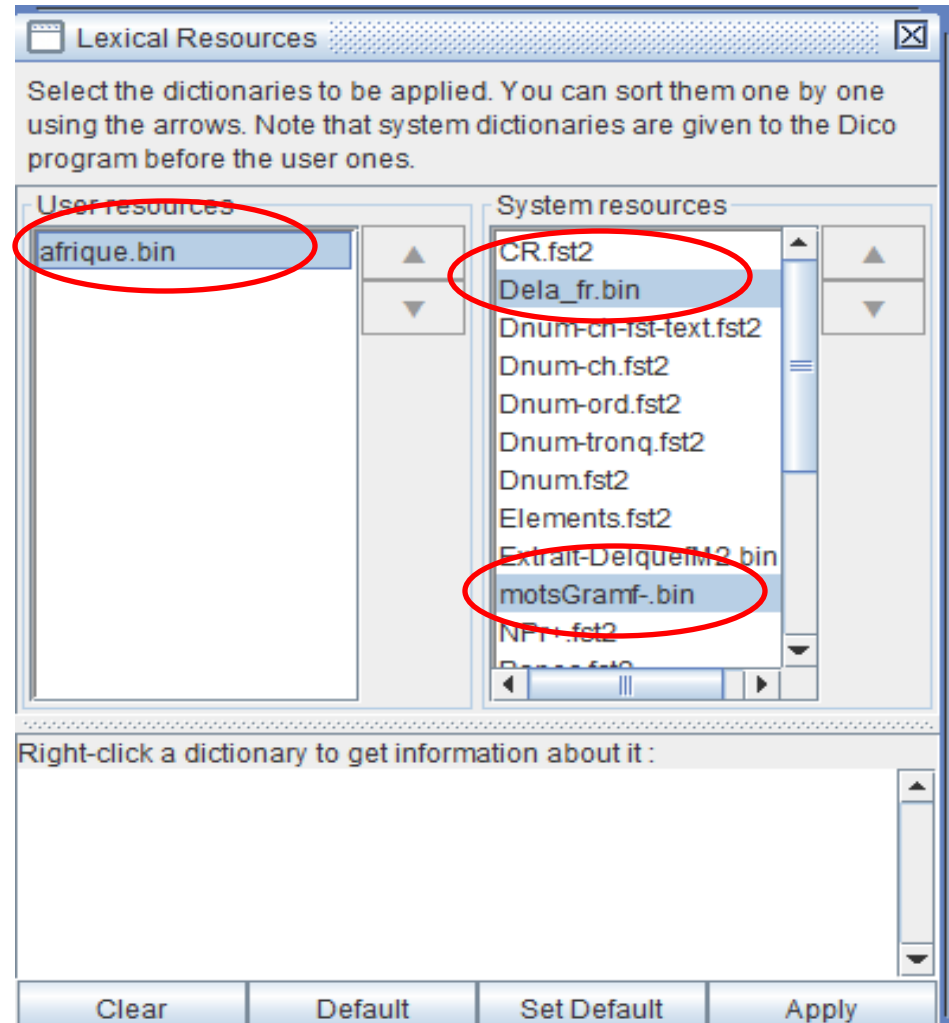 Lexical Resources
Select the dictionaries to be applied. You can sort them one by one
using the arrows. Note that system dictionaries are given to the Dico
program before the user ones.
User resources
afrique.bin
System resources
CR.fst2
Dela_fr.bin
Dnum-ch-fst-text.fst2
Dnum-ch.fst2
Dnum-ord.fst2
Dnum-tronq.fst2
Dnum.fst2
Elements.fst2
Extrait-DelquefM2.bin
motsGramf-.bin
NPr+.fst2
Right-click a dictionary to get information about it :
Clear
Default
Set Default
Apply